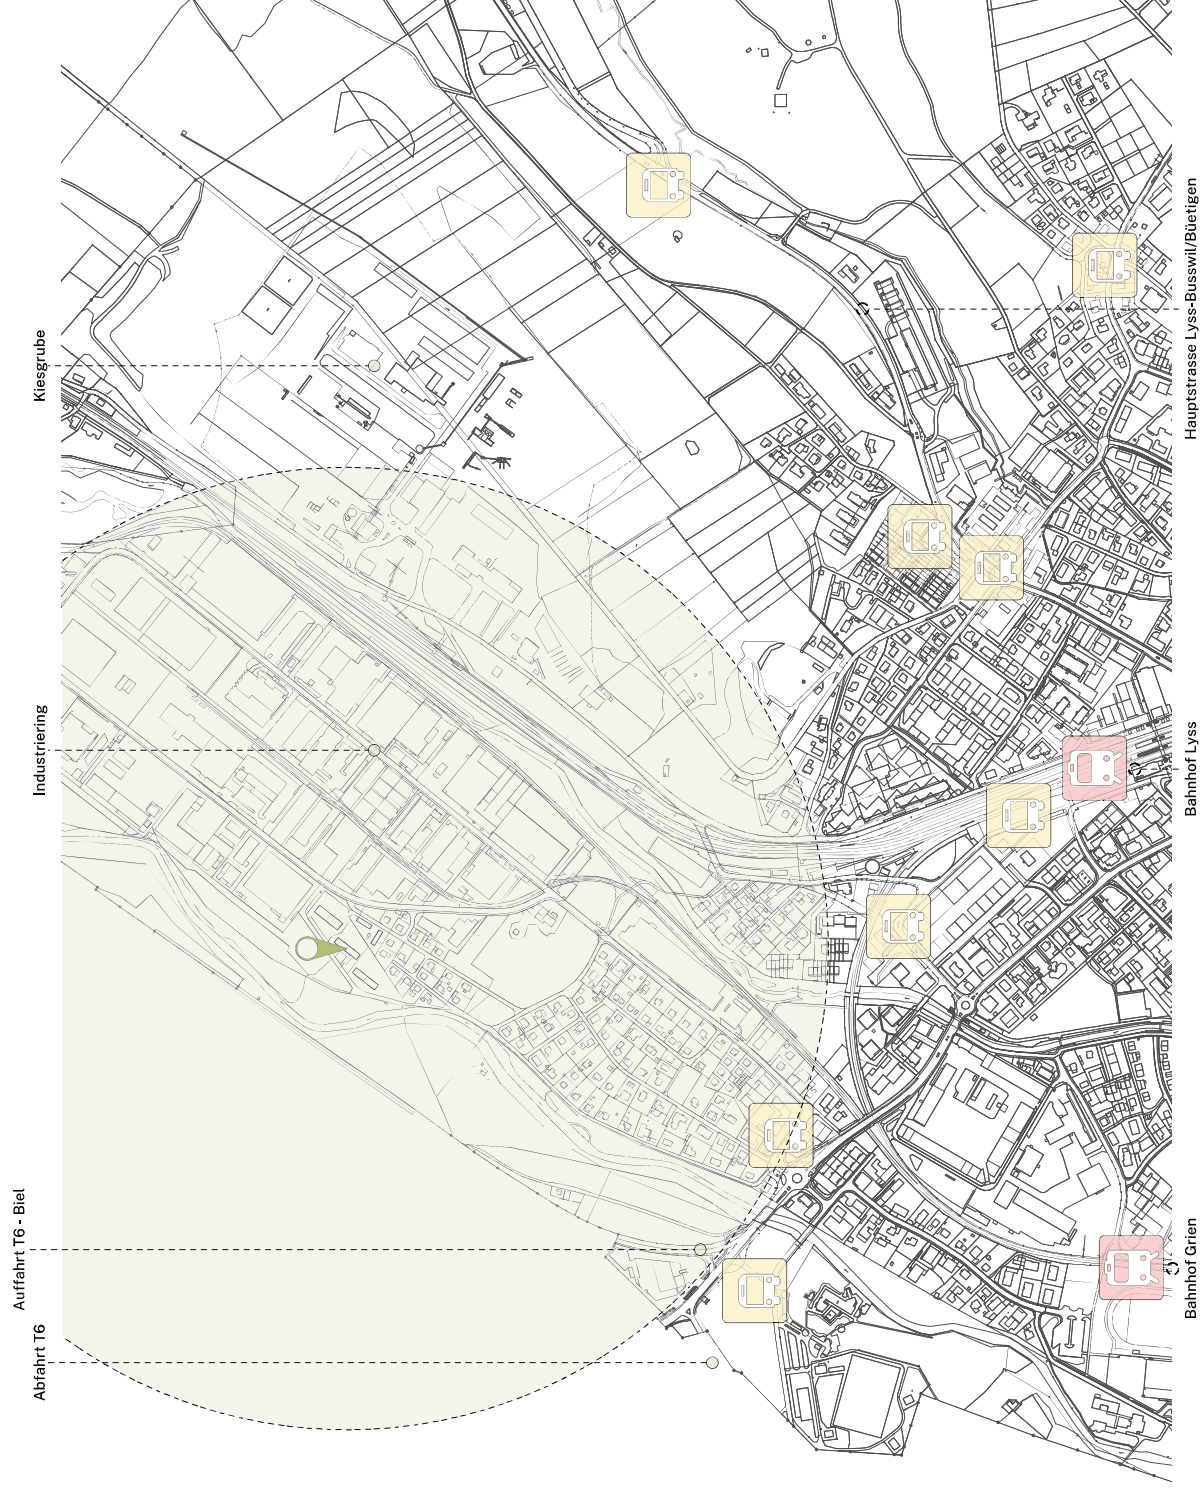 Kiesgrube
Industriering
Auffahrt T6 - Biel
Abfahrt T6
Hauptstrasse Lyss-Busswil/Büetigen
Bahnhof Lyss
Bahnhof Grien